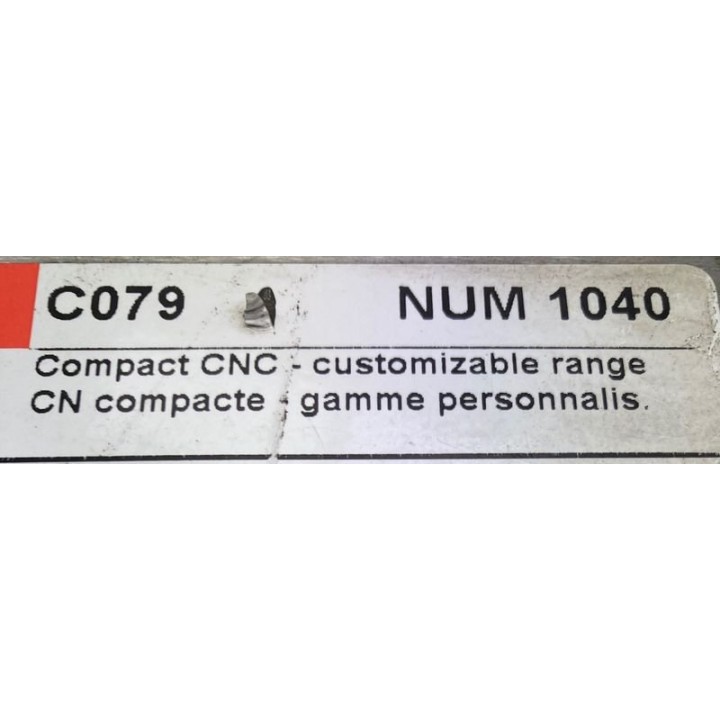 C079 NUM 1040
Compact CNC - customizable range
CN compacte - gamme personnalis.